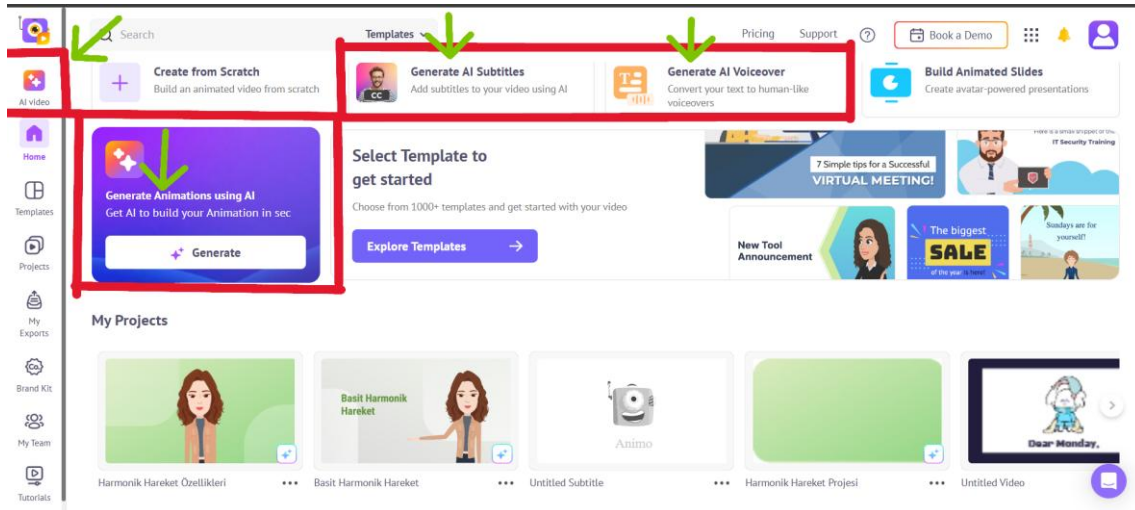 Search
Templates
Pricing
Support
Book a Demo
AI video
Home
Templates
Projects
My
Exports
Brand Kit
My Team
Tutorials
Create from Scratch
Build an animated video from scratch
CC
Generate AI Subtitles
Add subtitles to your video using AI
Generate AI Voiceover
Convert your text to human-like
voiceovers
Build Animated Slides
Create avatar-powered presentations
Generate Animations using AI
Get AI to build your Animation in sec
Generate
Select Template to
get started
Choose from 1000+ templates and get started with your video
Explore Templates
7 Simple tips for a Successful
VIRTUAL MEETING!
IT Security Training
New Tool
Announcement
The biggest
SALE
of the year is here!
Sundays are for
yourself!
My Projects
Basit Harmonik
Hareket
Animo
Dear Monday,
Harmonik Hareket Özellikleri
Basit Harmonik Hareket
Untitled Subtitle
Harmonik Hareket Projesi
Untitled Video